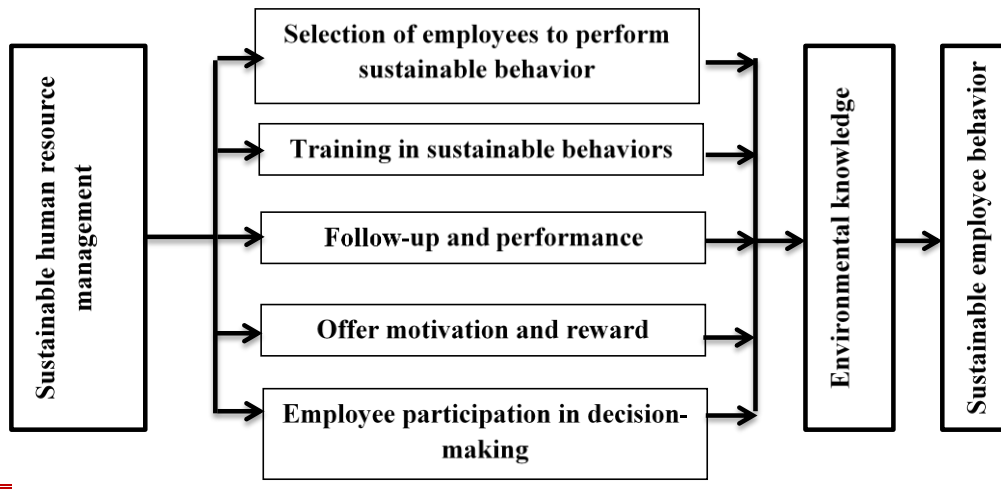 Sustainable human resource
management
Selection of employees to perform
sustainable behavior
Training in sustainable behaviors
Follow-up and performance
Offer motivation and reward
Employee participation in decision-
making
Environmental knowledge
Sustainable employee behavior